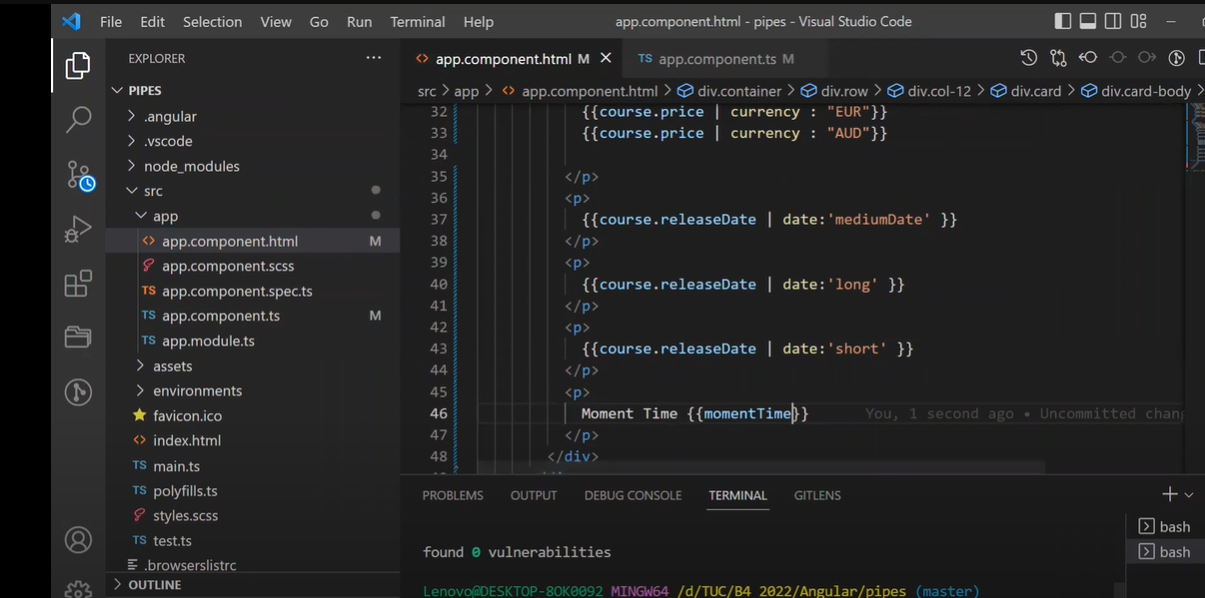 File Edit Selection View Go Run Terminal Help app.component.html - pipes - Visual Studio Code
EXPLORER
PIPES
.angular
.vscode
node_modules
src
app
app.component.html M
app.component.scss
app.component.spec.ts
app.component.ts M
app.module.ts
assets
environments
favicon.ico
index.html
main.ts
polyfills.ts
styles.scss
test.ts
.browserslistrc
OUTLINE
app.component.html M TS app.component.ts M
src > app > app.component.html > div.container > div.row > div.col-12 > div.card > div.card-body >
32 {{course.price | currency : "EUR"}}
33 {{course.price | currency : "AUD"}}
34
35 </p>
36 <p>
37 {{course.releaseDate | date:'mediumDate' }}
38 </p>
39 <p>
40 {{course.releaseDate | date:'long' }}
41 </p>
42 <p>
43 {{course.releaseDate | date:'short' }}
44 </p>
45 <p>
46 Moment Time {{momentTime}} You, 1 second ago • Uncommitted chang
47 </p>
48 </div>
PROBLEMS OUTPUT DEBUG CONSOLE TERMINAL GITLENS
found 0 vulnerabilities
Lenovo@DESKTOP-8OK0092 MINGW64 /d/TUC/B4 2022/Angular/pipes (master)
bash
bash